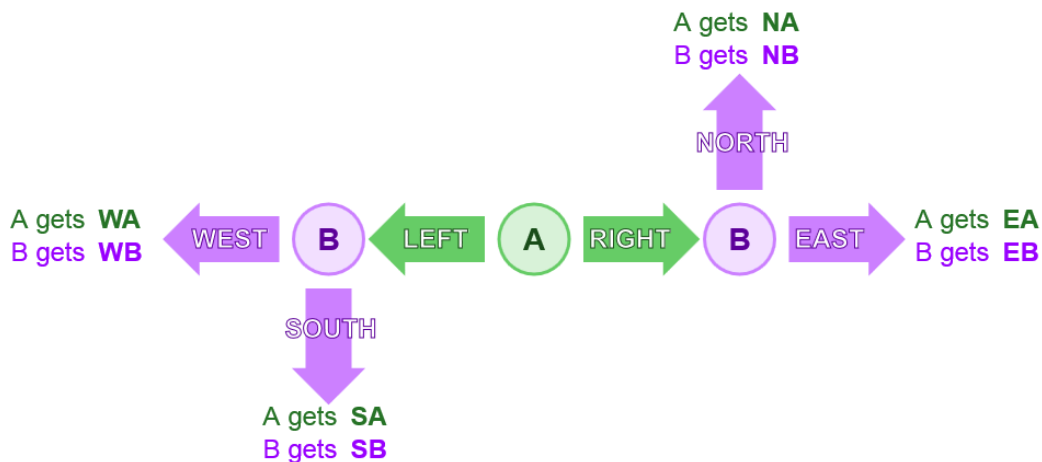 A gets NA
B gets NB
NORTH
A gets WA
B gets WB
WEST
B
LEFT
A
RIGHT
B
EAST
A gets EA
B gets EB
SOUTH
A gets SA
B gets SB